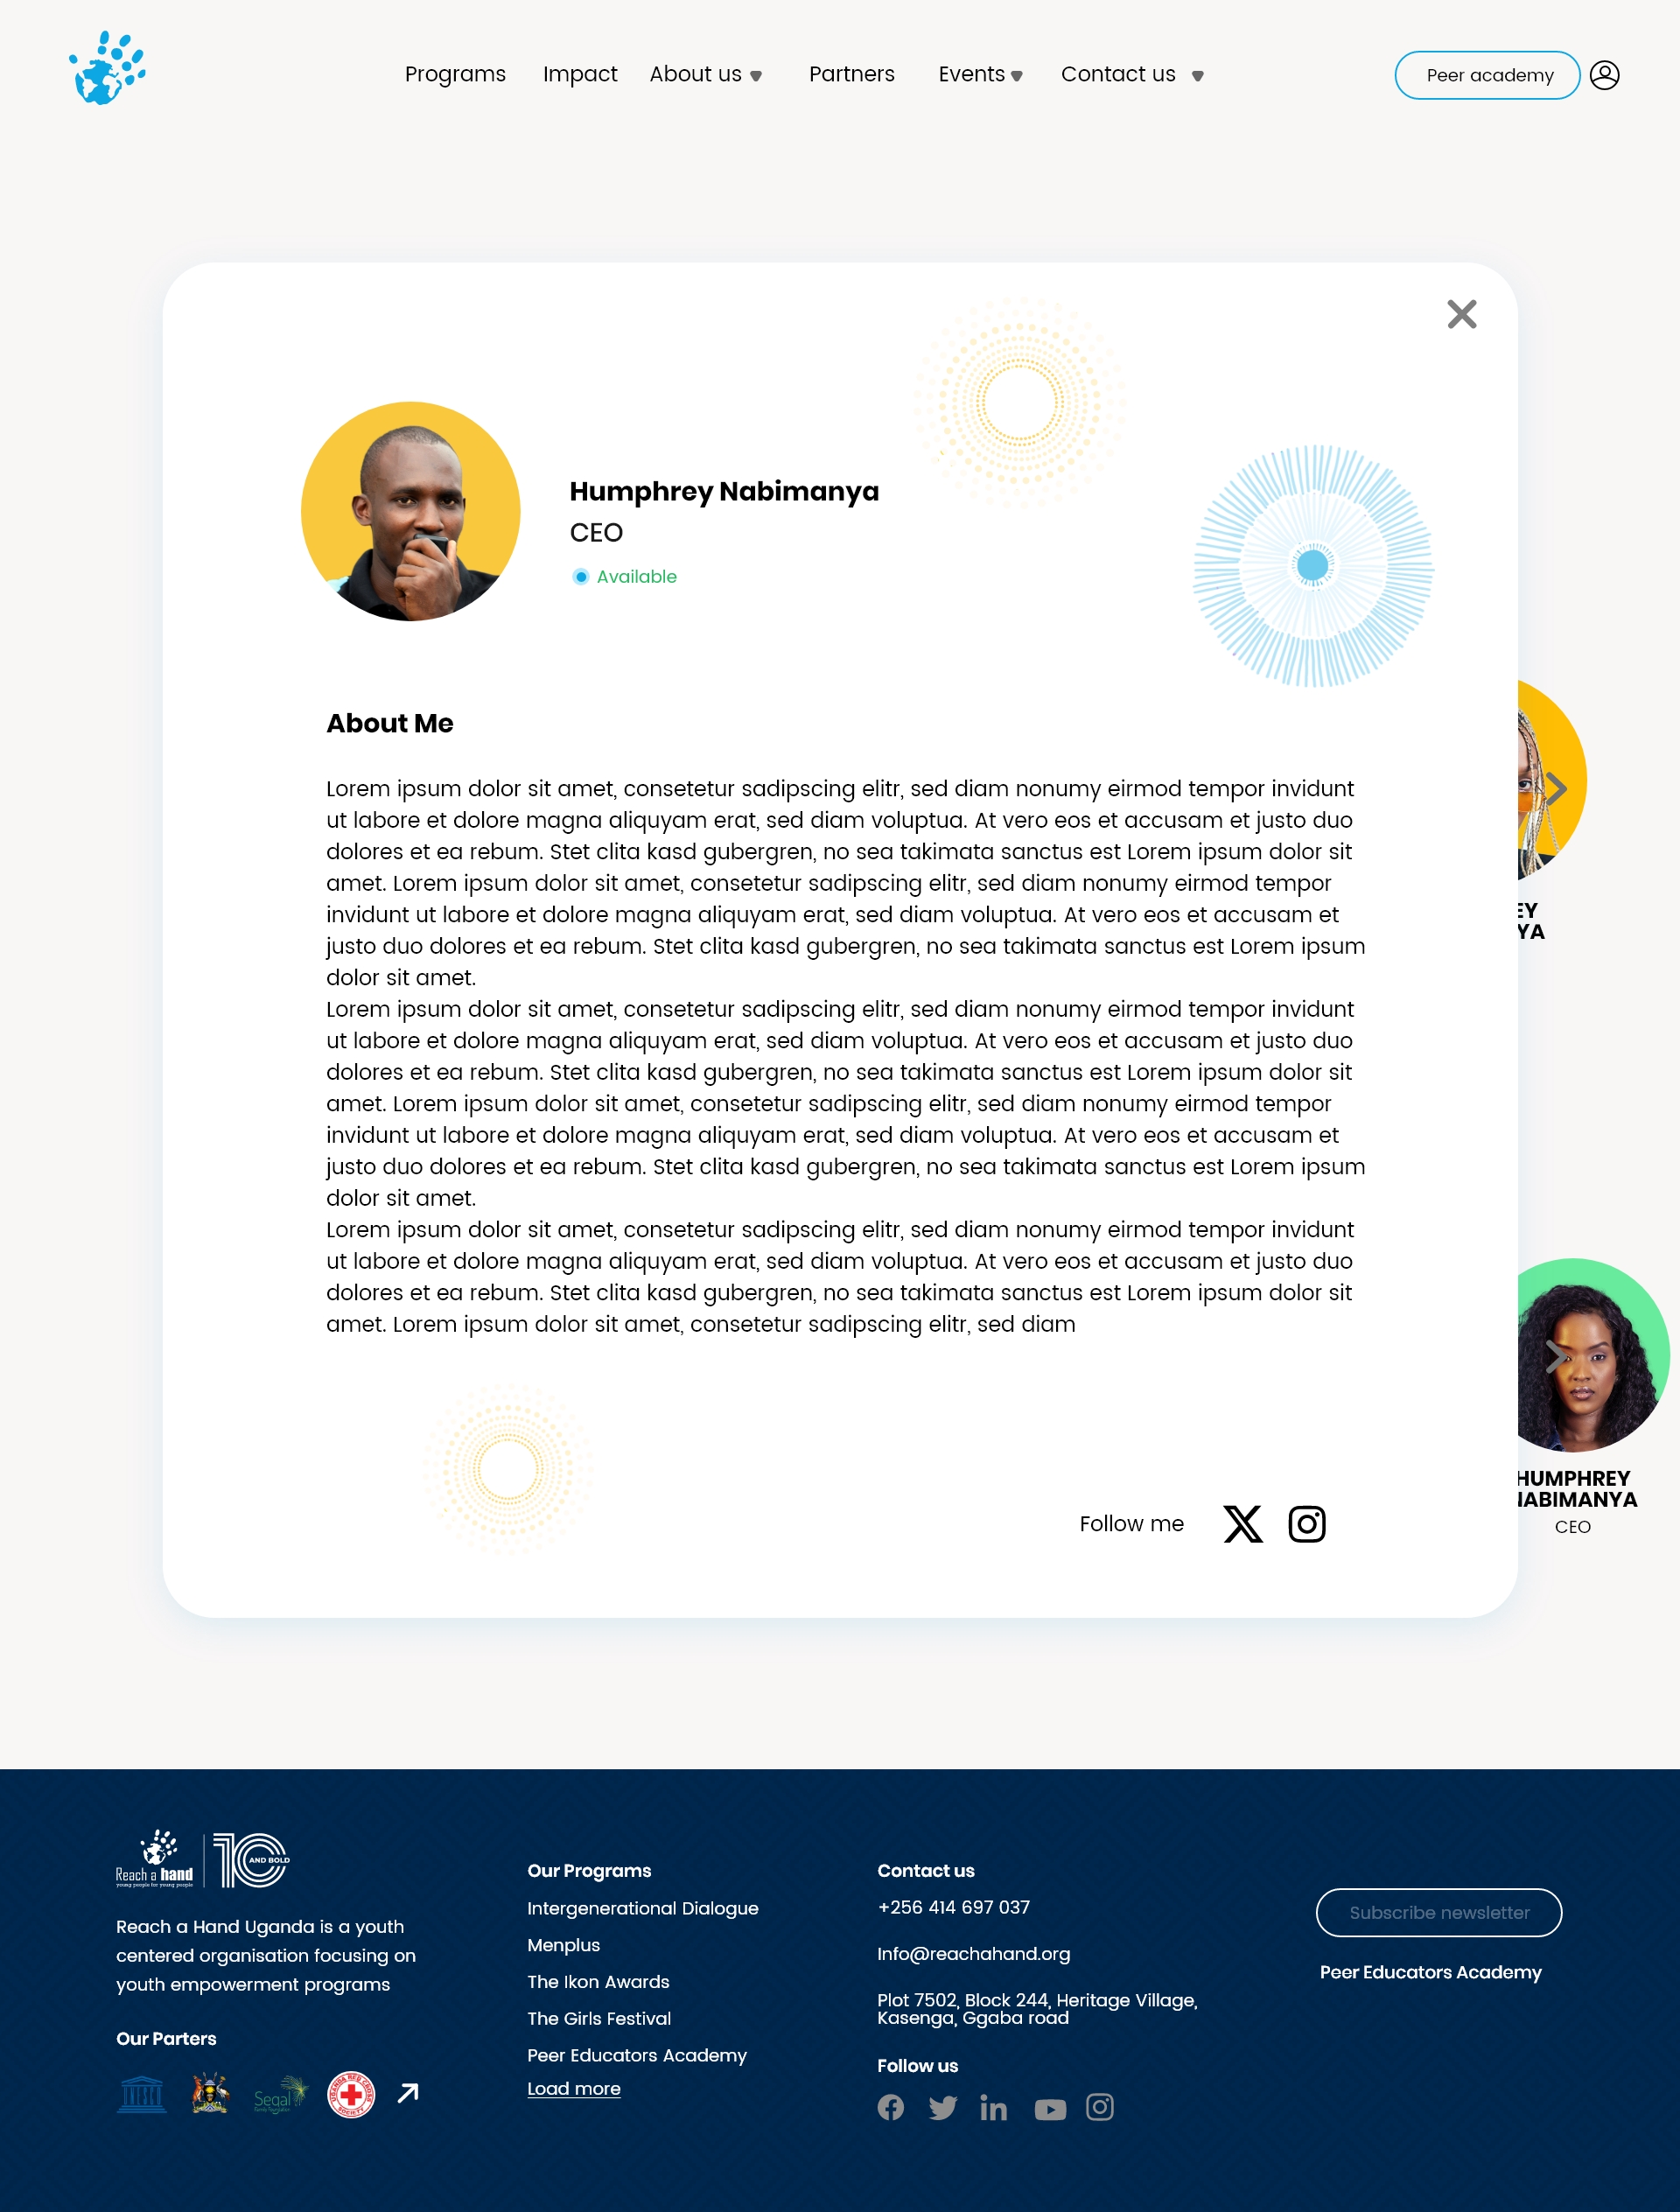 Programs
Impact
About us
Partners
Events
Contact us
Peer academy
Humphrey Nabimanya
CEO
Available
About Me
Lorem ipsum dolor sit amet, consetetur sadipscing elitr, sed diam nonumy eirmod tempor invidunt
ut labore et dolore magna aliquyam erat, sed diam voluptua. At vero eos et accusam et justo duo
dolores et ea rebum. Stet clita kasd gubergren, no sea takimata sanctus est Lorem ipsum dolor sit
amet. Lorem ipsum dolor sit amet, consetetur sadipscing elitr, sed diam nonumy eirmod tempor
invidunt ut labore et dolore magna aliquyam erat, sed diam voluptua. At vero eos et accusam et
justo duo dolores et ea rebum. Stet clita kasd gubergren, no sea takimata sanctus est Lorem ipsum
dolor sit amet.
Lorem ipsum dolor sit amet, consetetur sadipscing elitr, sed diam nonumy eirmod tempor invidunt
ut labore et dolore magna aliquyam erat, sed diam voluptua. At vero eos et accusam et justo duo
dolores et ea rebum. Stet clita kasd gubergren, no sea takimata sanctus est Lorem ipsum dolor sit
amet. Lorem ipsum dolor sit amet, consetetur sadipscing elitr, sed diam nonumy eirmod tempor
invidunt ut labore et dolore magna aliquyam erat, sed diam voluptua. At vero eos et accusam et
justo duo dolores et ea rebum. Stet clita kasd gubergren, no sea takimata sanctus est Lorem ipsum
dolor sit amet.
Lorem ipsum dolor sit amet, consetetur sadipscing elitr, sed diam nonumy eirmod tempor invidunt
ut labore et dolore magna aliquyam erat, sed diam voluptua. At vero eos et accusam et justo duo
dolores et ea rebum. Stet clita kasd gubergren, no sea takimata sanctus est Lorem ipsum dolor sit
amet. Lorem ipsum dolor sit amet, consetetur sadipscing elitr, sed diam
EY
YA
HUMPHREY
NABIMANYA
CEO
Follow me
Reach a hand
young people for young people
10
AND BOLD
Reach a Hand Uganda is a youth
centered organisation focusing on
youth empowerment programs
Our Parters
UNESCO
Segal
Family Foundation
UGANDA RED CROSS
SOCIETY
Our Programs
Intergenerational Dialogue
Menplus
The Ikon Awards
The Girls Festival
Peer Educators Academy
Load more
Contact us
+256 414 697 037
Info@reachahand.org
Plot 7502, Block 244, Heritage Village,
Kasenga, Ggaba road
Follow us
Subscribe newsletter
Peer Educators Academy